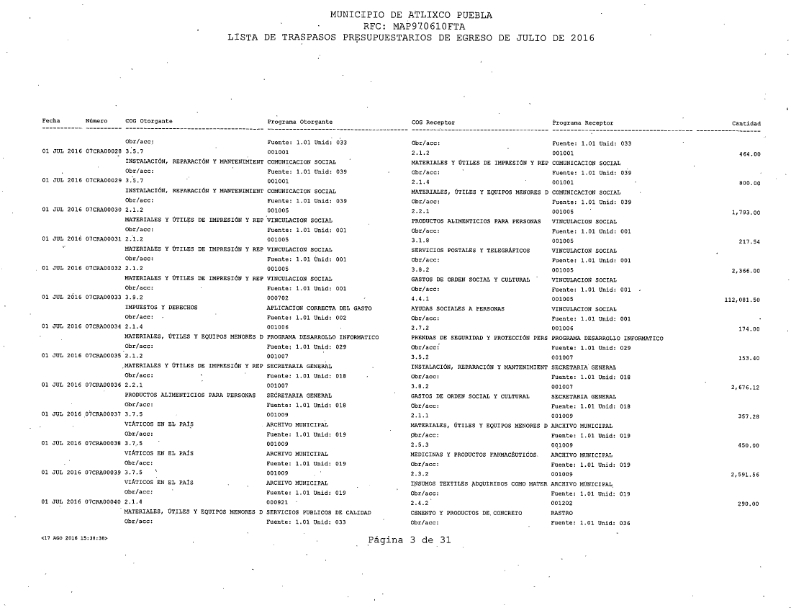 MUNICIPIO DE ATLIXCO PUEBLA
RFC: MAP970610FTA
LISTA DE TRASPASOS PRESUPUESTARIOS DE EGRESO DE JULIO DE 2016
Fecha Número COG Otorgante Programa Otorgante COG Receptor Programa Receptor Cantidad
Obr/acc: Fuente: 1.01 Unid: 033 Obr/acc: Fuente: 1.01 Unid: 033
01 JUL 2016 07CRA00028 3.5.7 001001 2.1.2 001001 464.00
INSTALACIÓN, REPARACIÓN Y MANTENIMIENT COMUNICACION SOCIAL MATERIALES Y ÚTILES DE IMPRESIÓN Y REP COMUNICACION SOCIAL
Obr/acc: Fuente: 1.01 Unid: 039 Obr/acc: Fuente: 1.01 Unid: 039
01 JUL 2016 07CRA00029 3.5.7 001001 2.1.4 001001 800.00
INSTALACIÓN, REPARACIÓN Y MANTENIMIENT COMUNICACION SOCIAL MATERIALES, ÚTILES Y EQUIPOS MENORES D COMUNICACION SOCIAL
Obr/acc: Fuente: 1.01 Unid: 039 Obr/acc: Fuente: 1.01 Unid: 039
01 JUL 2016 07CRA00030 2.1.2 001005 2.2.1 001005 1,793.00
MATERIALES Y ÚTILES DE IMPRESIÓN Y REP VINCULACION SOCIAL PRODUCTOS ALIMENTICIOS PARA PERSONAS VINCULACION SOCIAL
Obr/acc: Fuente: 1.01 Unid: 001 Obr/acc: Fuente: 1.01 Unid: 001
01 JUL 2016 07CRA00031 2.1.2 001005 3.1.8 001005 217.94
MATERIALES Y ÚTILES DE IMPRESIÓN Y REP VINCULACION SOCIAL SERVICIOS POSTALES Y TELEGRÁFICOS VINCULACION SOCIAL
Obr/acc: Fuente: 1.01 Unid: 001 Obr/acc: Fuente: 1.01 Unid: 001
01 JUL 2016 07CRA00032 2.1.2 001005 3.8.2 001005 2,366.00
MATERIALES Y ÚTILES DE IMPRESIÓN Y REP VINCULACION SOCIAL GASTOS DE ORDEN SOCIAL Y CULTURAL VINCULACION SOCIAL
Obr/acc: Fuente: 1.01 Unid: 001 Obr/acc: Fuente: 1.01 Unid: 001
01 JUL 2016 07CRA00033 3.9.2 000702 4.4.1 001005 112,081.50
IMPUESTOS Y DERECHOS APLICACION CORRECTA DEL GASTO AYUDAS SOCIALES A PERSONAS VINCULACION SOCIAL
Obr/acc: Fuente: 1.01 Unid: 002 Obr/acc: Fuente: 1.01 Unid: 001
01 JUL 2016 07CRA00034 2.1.4 001006 2.7.2 001006 174.00
MATERIALES, ÚTILES Y EQUIPOS MENORES D PROGRAMA DESARROLLO INFORMATICO PRENDAS DE SEGURIDAD Y PROTECCIÓN PERS PROGRAMA DESARROLLO INFORMATICO
Obr/acc: Fuente: 1.01 Unid: 029 Obr/acc: Fuente: 1.01 Unid: 029
01 JUL 2016 07CRA00035 2.1.2 001007 3.5.2 001007 153.40
MATERIALES Y ÚTILES DE IMPRESIÓN Y REP SECRETARIA GENERAL INSTALACIÓN, REPARACIÓN Y MANTENIMIENT SECRETARIA GENERAL
Obr/acc: Fuente: 1.01 Unid: 018 Obr/acc: Fuente: 1.01 Unid: 018
01 JUL 2016 07CRA00036 2.2.1 001007 3.8.2 001007 2,676.12
PRODUCTOS ALIMENTICIOS PARA PERSONAS SECRETARIA GENERAL GASTOS DE ORDEN SOCIAL Y CULTURAL SECRETARIA GENERAL
Obr/acc: Fuente: 1.01 Unid: 018 Obr/acc: Fuente: 1.01 Unid: 018
01 JUL 2016 07CRA00037 3.7.5 001009 2.1.1 001009 357.28
VIÁTICOS EN EL PAÍS ARCHIVO MUNICIPAL MATERIALES, ÚTILES Y EQUIPOS MENORES D ARCHIVO MUNICIPAL
Obr/acc: Fuente: 1.01 Unid: 019 Obr/acc: Fuente: 1.01 Unid: 019
01 JUL 2016 07CRA00038 3.7.5 001009 2.5.3 001009 450.00
VIÁTICOS EN EL PAÍS ARCHIVO MUNICIPAL MEDICINAS Y PRODUCTOS FARMACÉUTICOS ARCHIVO MUNICIPAL
Obr/acc: Fuente: 1.01 Unid: 019 Obr/acc: Fuente: 1.01 Unid: 019
01 JUL 2016 07CRA00039 3.7.5 001009 2.3.2 001009 2,591.56
VIÁTICOS EN EL PAÍS ARCHIVO MUNICIPAL INSUMOS TEXTILES ADQUIRIDOS COMO MATER ARCHIVO MUNICIPAL
Obr/acc: Fuente: 1.01 Unid: 019 Obr/acc: Fuente: 1.01 Unid: 019
01 JUL 2016 07CRA00040 2.1.4 000921 2.4.2 001202 290.00
MATERIALES, ÚTILES Y EQUIPOS MENORES D SERVICIOS PUBLICOS DE CALIDAD CEMENTO Y PRODUCTOS DE CONCRETO RASTRO
Obr/acc: Fuente: 1.01 Unid: 033 Obr/acc: Fuente: 1.01 Unid: 036
<17 AGO 2016 15:38:38>
Página 3 de 31